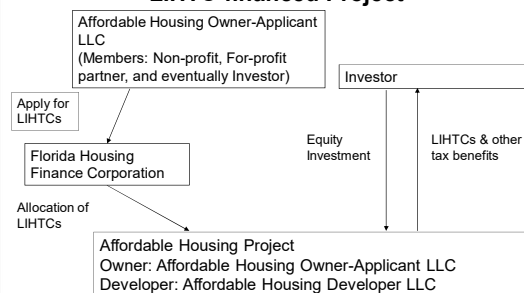 LIHTC-financed Project
Affordable Housing Owner-Applicant
LLC
(Members: Non-profit, For-profit
partner, and eventually Investor)
Investor
Apply for
LIHTCs
Equity
Investment
LIHTCs & other
tax benefits
Florida Housing
Finance Corporation
Allocation of
LIHTCs
Affordable Housing Project
Owner: Affordable Housing Owner-Applicant LLC
Developer: Affordable Housing Developer LLC